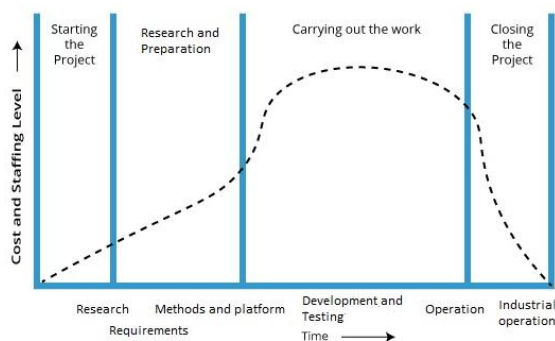 Starting
the
Project
Research and
Preparation
Carrying out the work
Closing
the
Project
Cost and Staffing Level
Research
Methods and platform
Development and
Testing
Operation
Industrial
operation
Requirements
Time